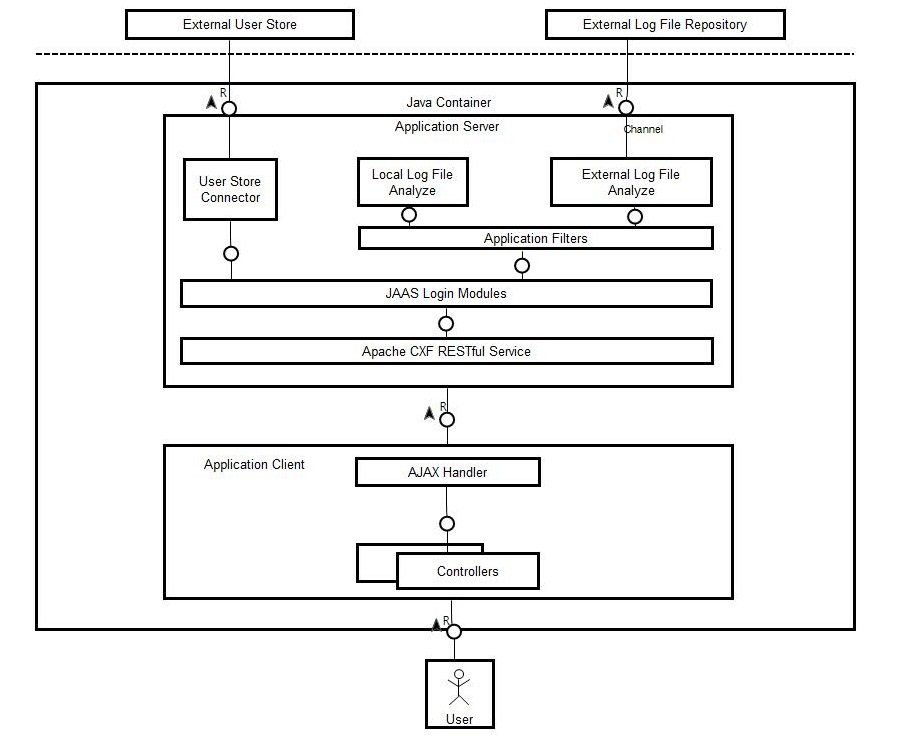 External User Store
External Log File Repository
R
R
Java Container
Application Server
Channel
User Store
Connector
Local Log File
Analyze
External Log File
Analyze
Application Filters
JAAS Login Modules
Apache CXF RESTful Service
R
Application Client
AJAX Handler
Controllers
R
User